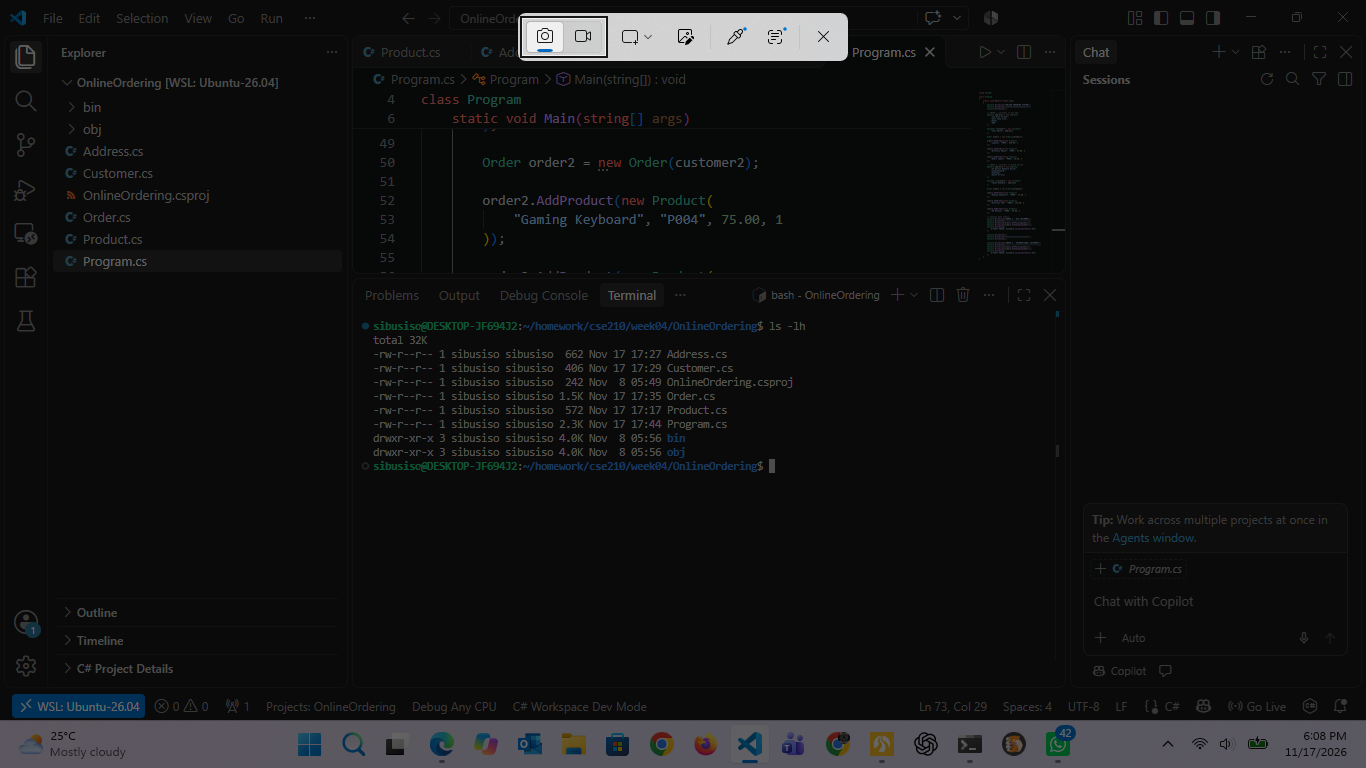 File Edit Selection View Go Run ···
OnlineOrde
Explorer ···
OnlineOrdering [WSL: Ubuntu-26.04]
bin
obj
Address.cs
Customer.cs
OnlineOrdering.csproj
Order.cs
Product.cs
Program.cs
Outline
Timeline
C# Project Details
Product.cs Program.cs
Program.cs > Program > Main(string[]) : void
4 class Program
6 static void Main(string[] args)
49
50 Order order2 = new Order(customer2);
51
52 order2.AddProduct(new Product(
53 "Gaming Keyboard", "P004", 75.00, 1
54 ));
55
Problems Output Debug Console Terminal ··· bash - OnlineOrdering
sibusiso@DESKTOP-JF694J2:~/homework/cse210/week04/OnlineOrdering$ ls -lh
total 32K
-rw-r--r-- 1 sibusiso sibusiso 662 Nov 17 17:27 Address.cs
-rw-r--r-- 1 sibusiso sibusiso 406 Nov 17 17:29 Customer.cs
-rw-r--r-- 1 sibusiso sibusiso 242 Nov 8 05:49 OnlineOrdering.csproj
-rw-r--r-- 1 sibusiso sibusiso 1.5K Nov 17 17:35 Order.cs
-rw-r--r-- 1 sibusiso sibusiso 572 Nov 17 17:17 Product.cs
-rw-r--r-- 1 sibusiso sibusiso 2.3K Nov 17 17:44 Program.cs
drwxr-xr-x 3 sibusiso sibusiso 4.0K Nov 8 05:56 bin
drwxr-xr-x 3 sibusiso sibusiso 4.0K Nov 8 05:56 obj
sibusiso@DESKTOP-JF694J2:~/homework/cse210/week04/OnlineOrdering$
Chat
Sessions
Tip: Work across multiple projects at once in
the Agents window.
Program.cs
Chat with Copilot
Auto
Copilot
WSL: Ubuntu-26.04 0 0 1 Projects: OnlineOrdering Debug Any CPU C# Workspace Dev Mode Ln 73, Col 29 Spaces: 4 UTF-8 LF C# Go Live
25°C
Mostly cloudy
1
42
6:08 PM
11/17/2026